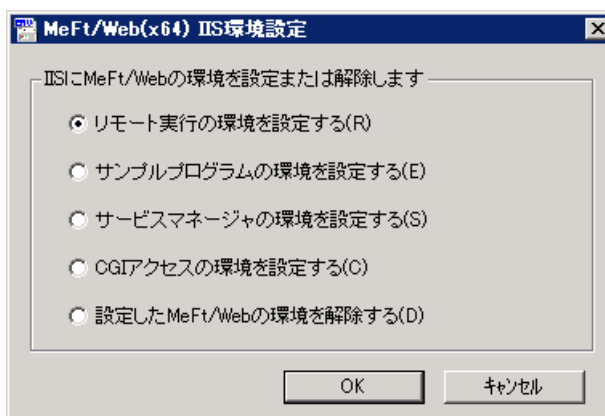 MeFt/Web(x64) IIS環境設定
IISにMeFt/Webの環境を設定または解除します
リモート実行の環境を設定する(R)
サンプルプログラムの環境を設定する(E)
サービスマネージャの環境を設定する(S)
CGIアクセスの環境を設定する(C)
設定したMeFt/Webの環境を解除する(D)
OK キャンセル